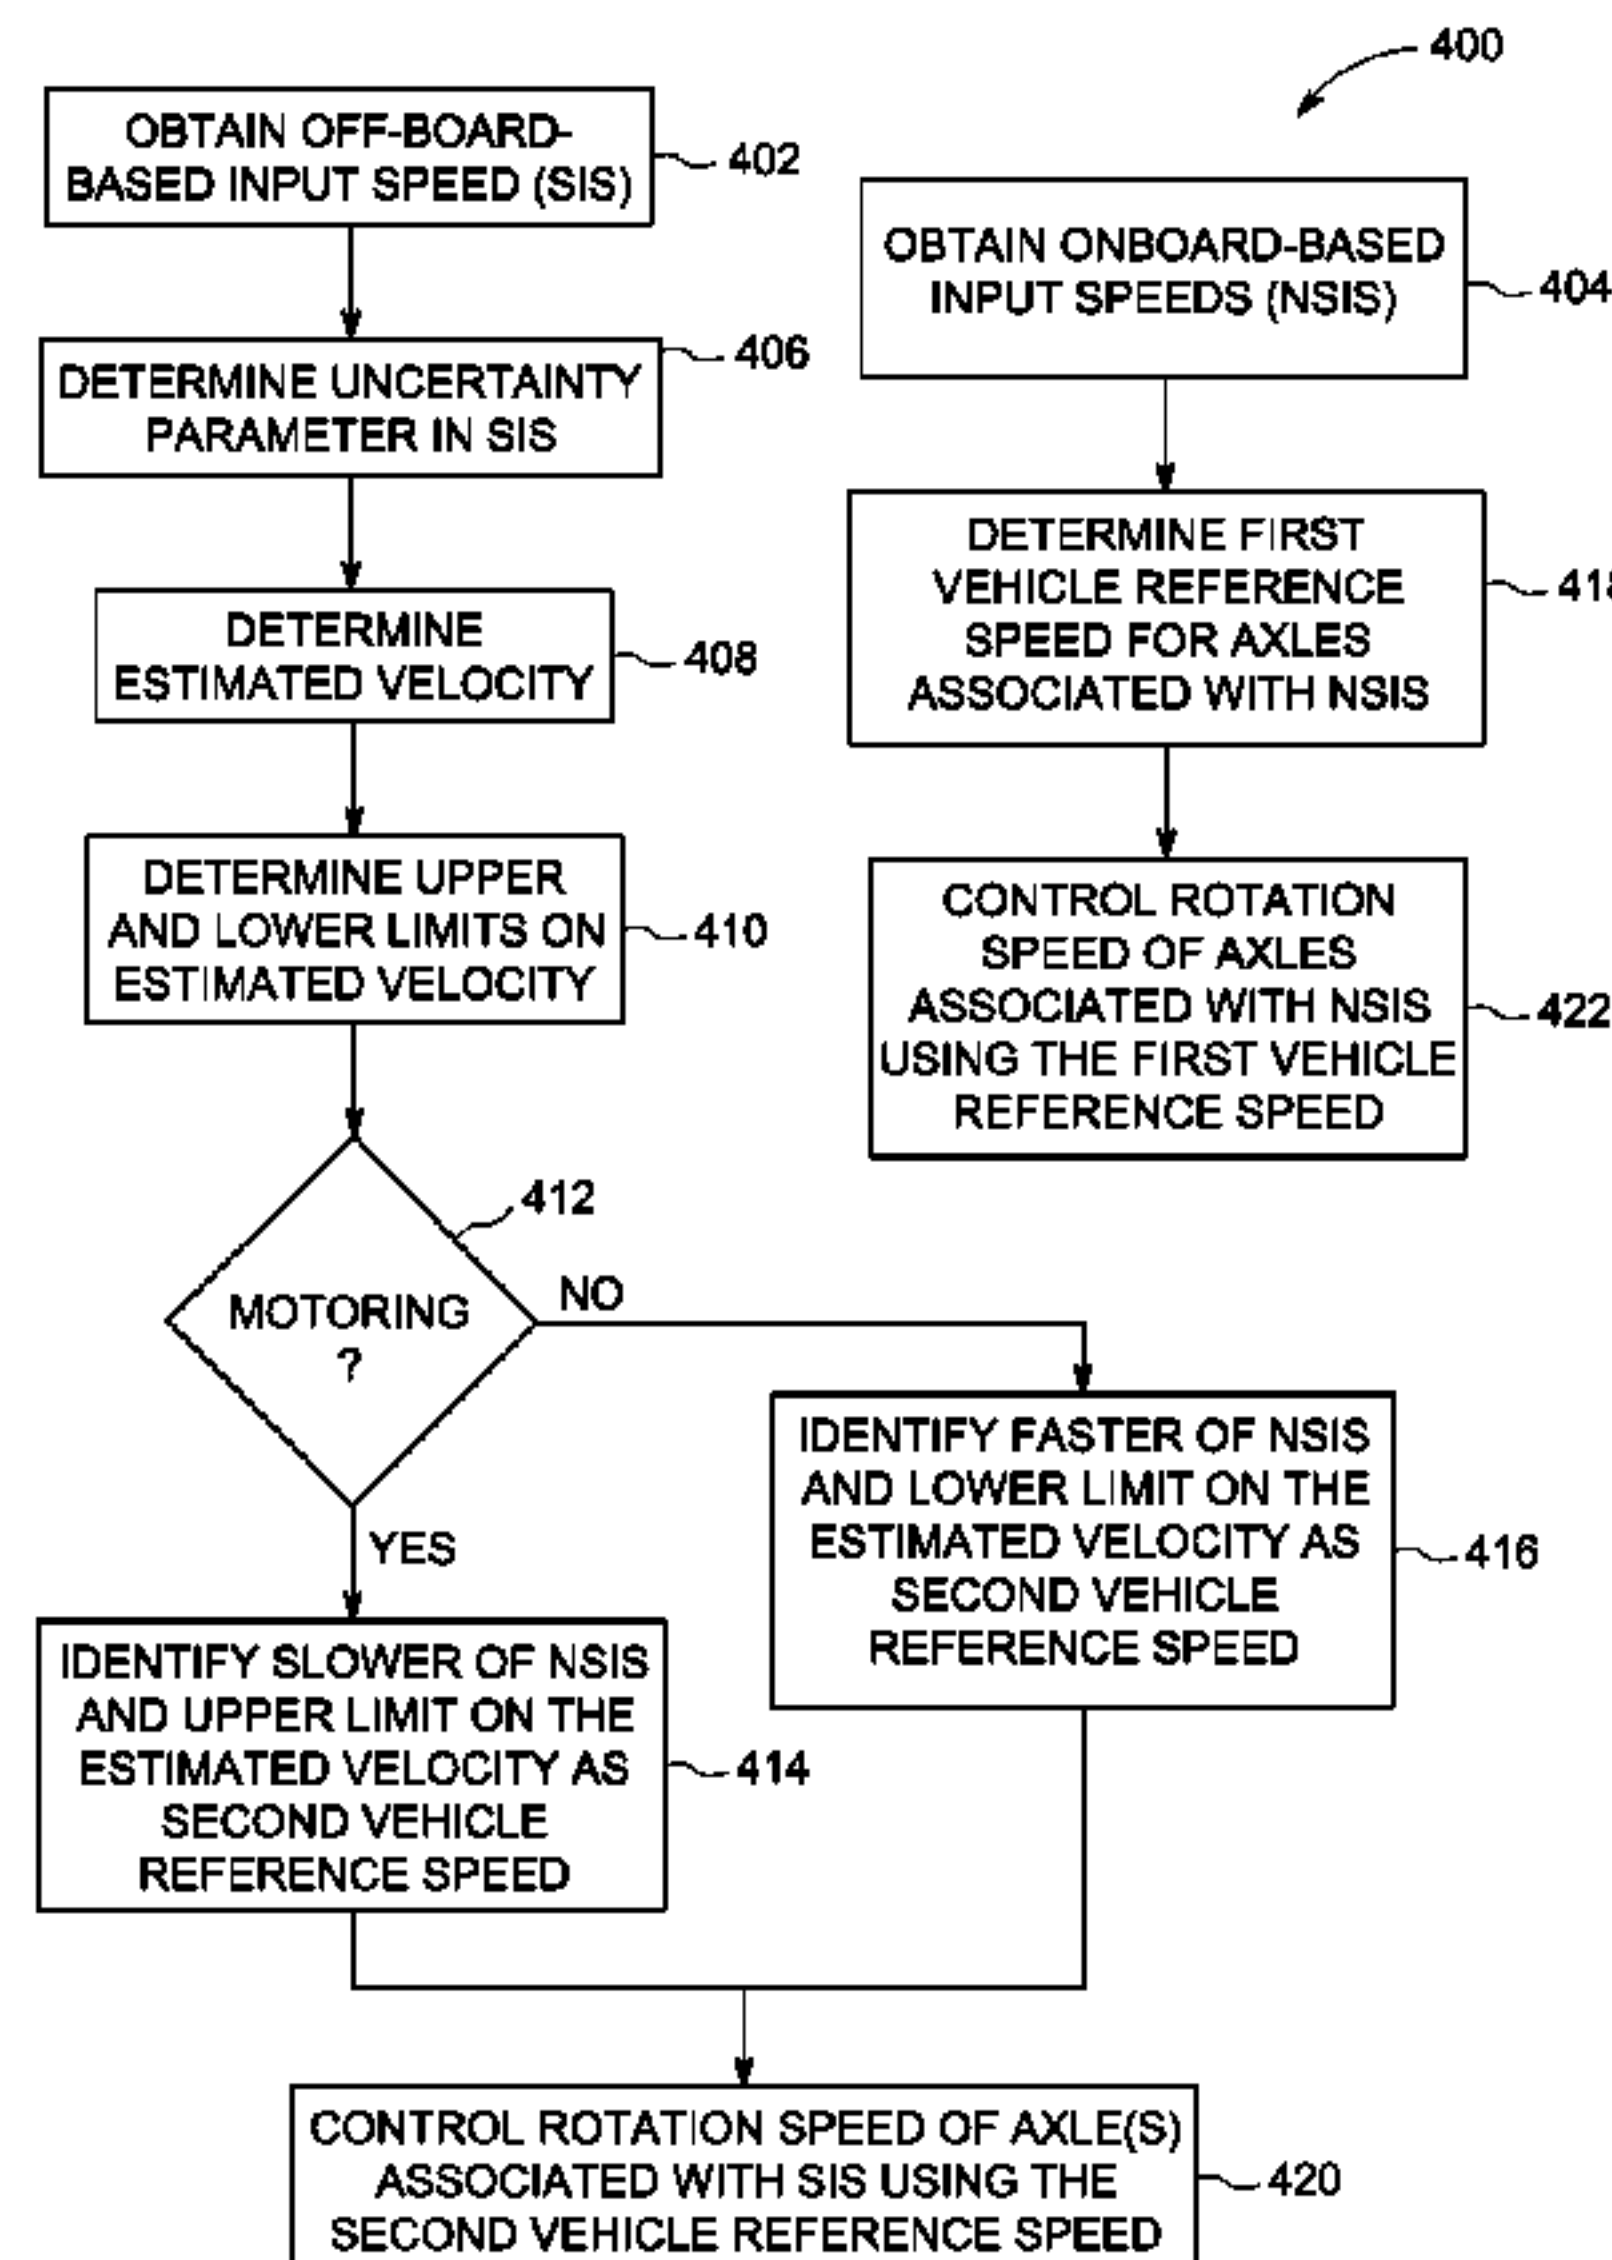 400
OBTAIN OFF-BOARD-
BASED INPUT SPEED (SIS)
402
OBTAIN ONBOARD-BASED
INPUT SPEEDS (NSIS)
404
DETERMINE UNCERTAINTY
PARAMETER IN SIS
406
DETERMINE FIRST
VEHICLE REFERENCE
SPEED FOR AXLES
ASSOCIATED WITH NSIS
418
DETERMINE
ESTIMATED VELOCITY
408
DETERMINE UPPER
AND LOWER LIMITS ON
ESTIMATED VELOCITY
410
CONTROL ROTATION
SPEED OF AXLES
ASSOCIATED WITH NSIS
USING THE FIRST VEHICLE
REFERENCE SPEED
422
412
MOTORING
?
NO
YES
IDENTIFY FASTER OF NSIS
AND LOWER LIMIT ON THE
ESTIMATED VELOCITY AS
SECOND VEHICLE
REFERENCE SPEED
416
IDENTIFY SLOWER OF NSIS
AND UPPER LIMIT ON THE
ESTIMATED VELOCITY AS
SECOND VEHICLE
REFERENCE SPEED
414
CONTROL ROTATION SPEED OF AXLE(S)
ASSOCIATED WITH SIS USING THE
SECOND VEHICLE REFERENCE SPEED
420